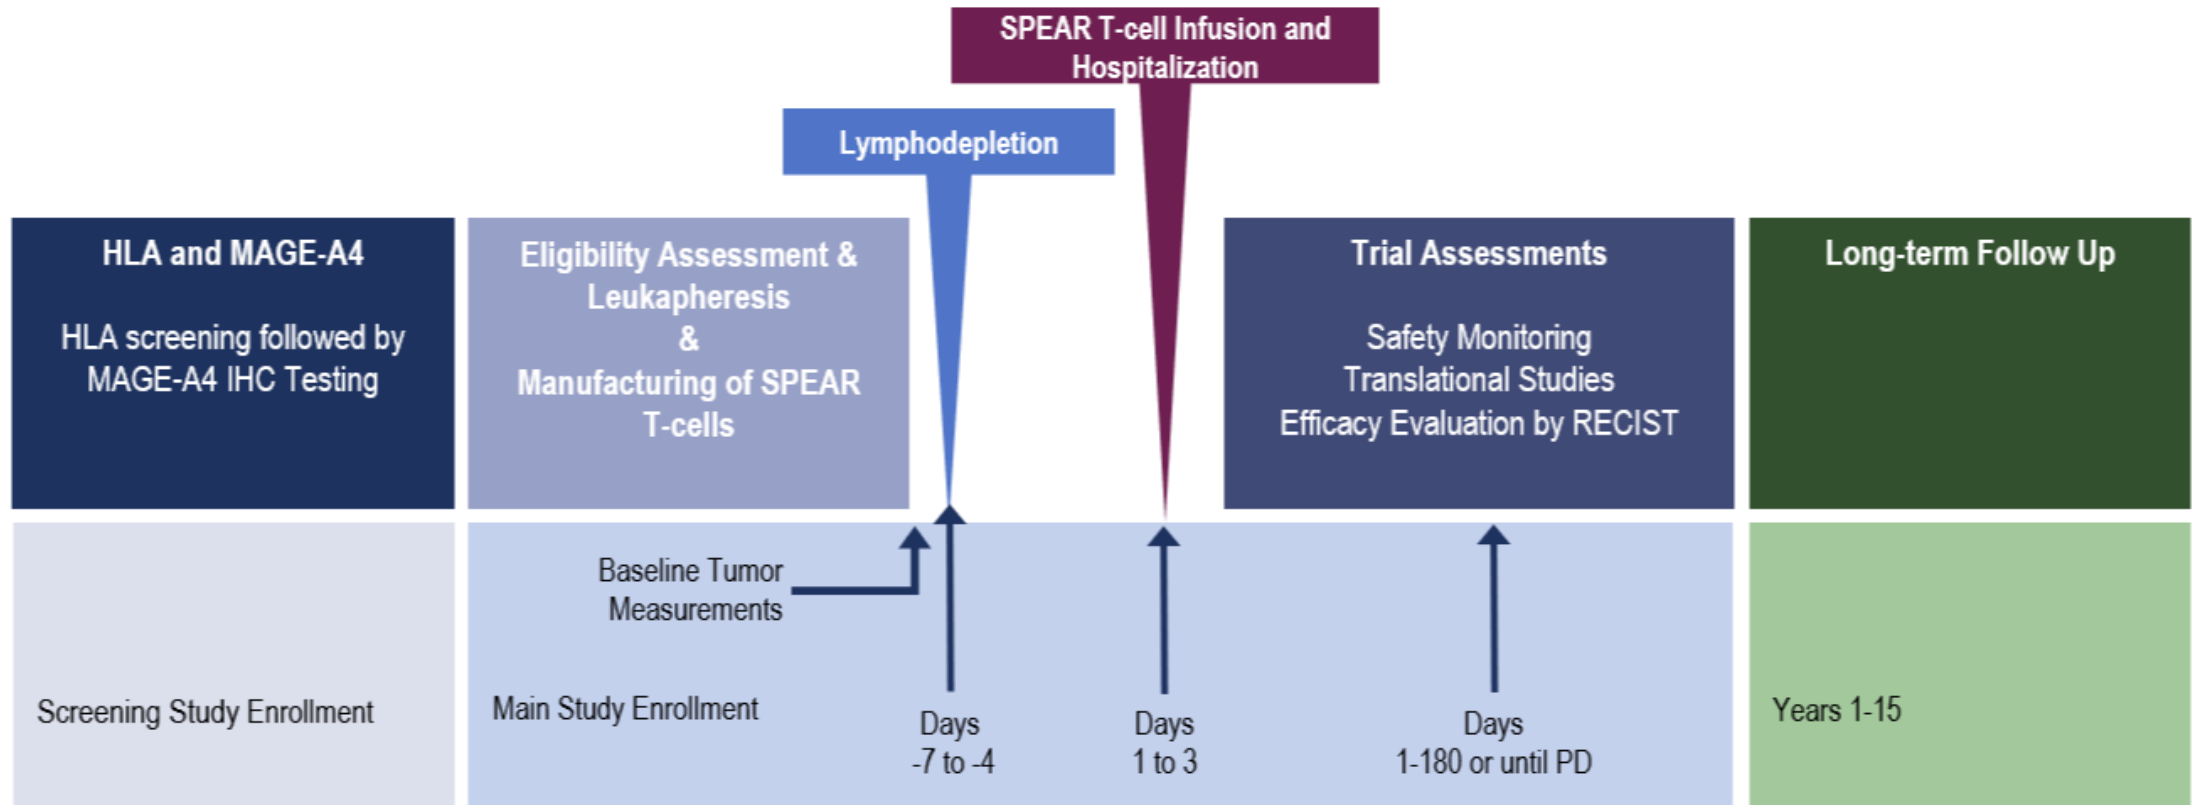 SPEAR T-cell Infusion and
Hospitalization
Lymphodepletion
HLA and MAGE-A4
HLA screening followed by
MAGE-A4 IHC Testing
Eligibility Assessment &
Leukapheresis
&
Manufacturing of SPEAR
T-cells
Trial Assessments
Safety Monitoring
Translational Studies
Efficacy Evaluation by RECIST
Long-term Follow Up
Baseline Tumor
Measurements
Screening Study Enrollment
Main Study Enrollment
Days
-7 to -4
Days
1 to 3
Days
1-180 or until PD
Years 1-15